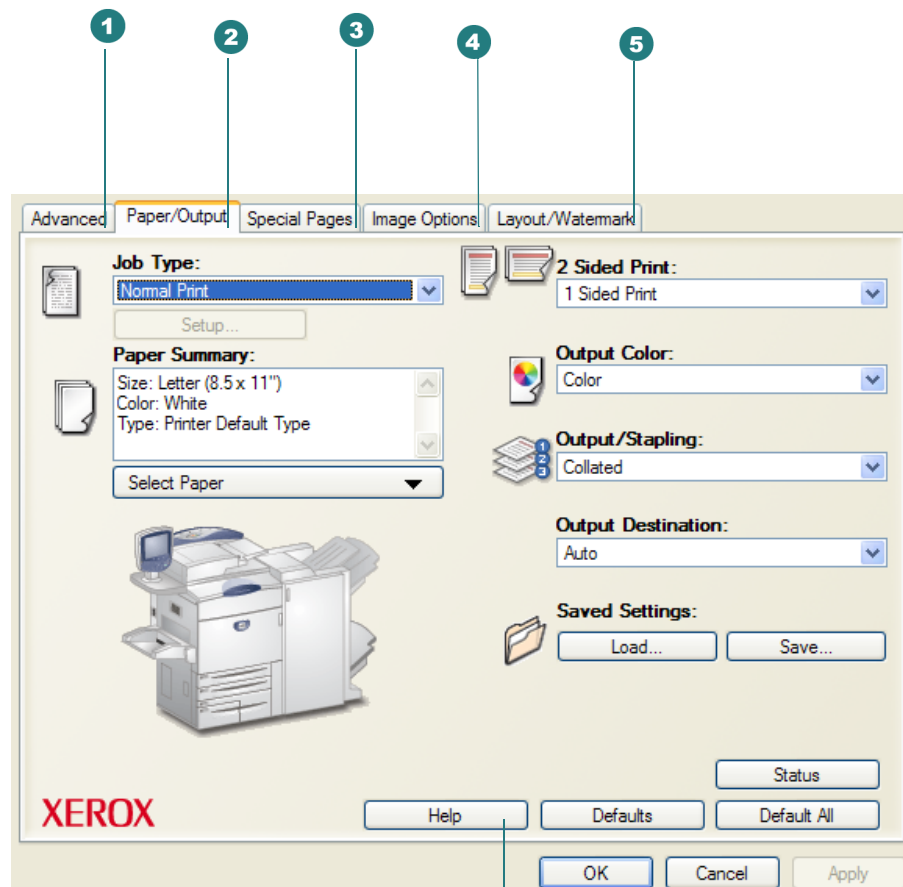 1
2
3
4
5
Advanced
Paper/Output
Special Pages
Image Options
Layout/Watermark
Job Type:
Normal Print
Setup...
Paper Summary:
Size: Letter (8.5 x 11")
Color: White
Type: Printer Default Type
Select Paper
2 Sided Print:
1 Sided Print
Output Color:
Color
1
2
3
Output/Stapling:
Collated
Output Destination:
Auto
Saved Settings:
Load...
Save...
Status
XEROX
Help
Defaults
Default All
OK
Cancel
Apply